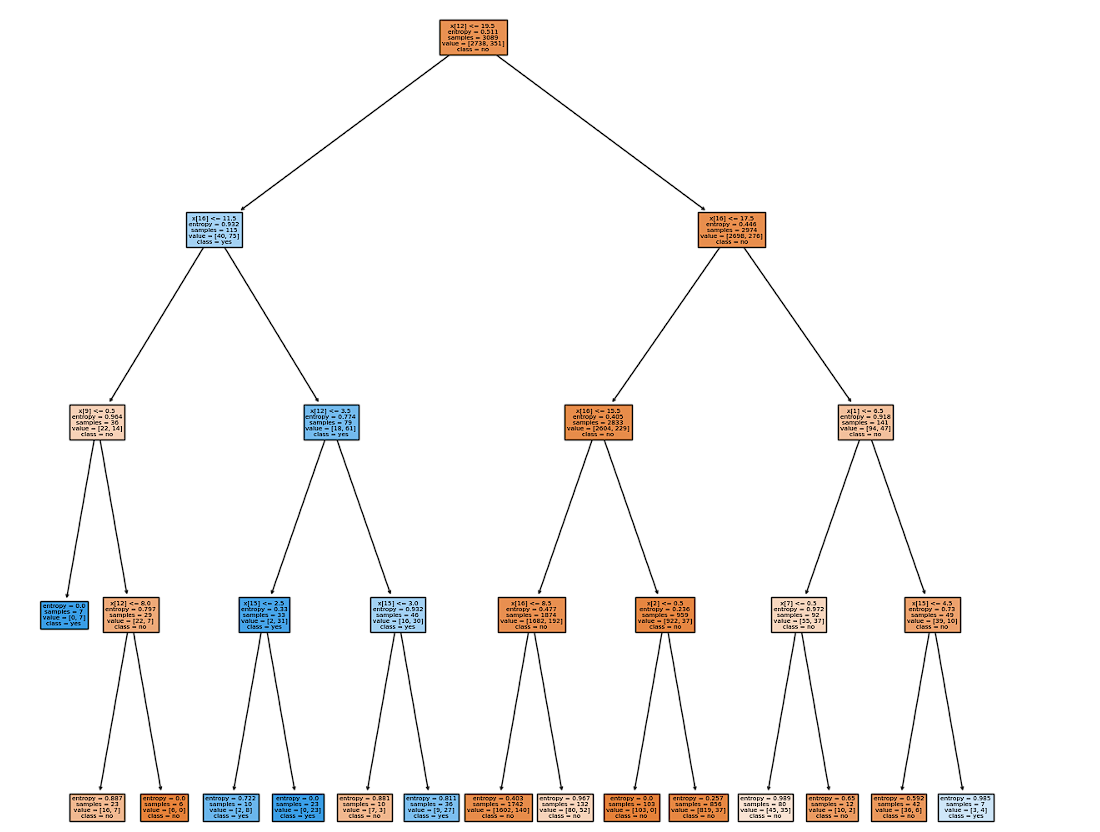 x[12] <= 19.5
entropy = 0.511
samples = 3089
value = [2738, 351]
class = no
x[16] <= 11.5
entropy = 0.932
samples = 115
value = [40, 75]
class = yes
x[16] <= 17.5
entropy = 0.446
samples = 2974
value = [2698, 276]
class = no
x[9] <= 0.5
entropy = 0.964
samples = 36
value = [22, 14]
class = no
x[12] <= 3.5
entropy = 0.774
samples = 79
value = [18, 61]
class = yes
x[16] <= 15.5
entropy = 0.405
samples = 2833
value = [2604, 229]
class = no
x[1] <= 6.5
entropy = 0.918
samples = 141
value = [94, 47]
class = no
entropy = 0.0
samples = 7
value = [0, 7]
class = yes
x[12] <= 8.0
entropy = 0.797
samples = 29
value = [22, 7]
class = no
x[15] <= 2.5
entropy = 0.33
samples = 33
value = [2, 31]
class = yes
x[15] <= 3.0
entropy = 0.932
samples = 46
value = [16, 30]
class = yes
x[16] <= 8.5
entropy = 0.477
samples = 1874
value = [1682, 192]
class = no
x[2] <= 0.5
entropy = 0.236
samples = 959
value = [922, 37]
class = no
x[7] <= 0.5
entropy = 0.972
samples = 92
value = [55, 37]
class = no
x[15] <= 4.5
entropy = 0.73
samples = 49
value = [39, 10]
class = no
entropy = 0.887
samples = 23
value = [16, 7]
class = no
entropy = 0.0
samples = 6
value = [6, 0]
class = no
entropy = 0.722
samples = 10
value = [2, 8]
class = yes
entropy = 0.0
samples = 23
value = [0, 23]
class = yes
entropy = 0.881
samples = 10
value = [7, 3]
class = no
entropy = 0.811
samples = 36
value = [9, 27]
class = yes
entropy = 0.403
samples = 1742
value = [1602, 140]
class = no
entropy = 0.967
samples = 132
value = [80, 52]
class = no
entropy = 0.0
samples = 103
value = [103, 0]
class = no
entropy = 0.257
samples = 856
value = [819, 37]
class = no
entropy = 0.989
samples = 80
value = [45, 35]
class = no
entropy = 0.65
samples = 12
value = [10, 2]
class = no
entropy = 0.592
samples = 42
value = [36, 6]
class = no
entropy = 0.985
samples = 7
value = [3, 4]
class = yes